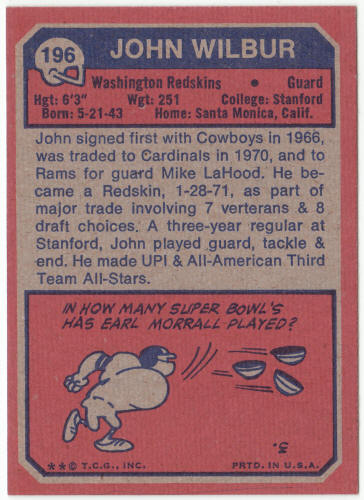 196
JOHN WILBUR
Washington Redskins • Guard
Hgt: 6'3" Wgt: 251 College: Stanford
Born: 5-21-43 Home: Santa Monica, Calif.
John signed first with Cowboys in 1966,
was traded to Cardinals in 1970, and to
Rams for guard Mike LaHood. He be-
came a Redskin, 1-28-71, as part of
major trade involving 7 verterans & 8
draft choices. A three-year regular at
Stanford, John played guard, tackle &
end. He made UPI & All-American Third
Team All-Stars.
IN HOW MANY SUPER BOWL'S
HAS EARL MORRALL PLAYED?
3.
**© T.C.G., INC. PRTD. IN U.S.A.